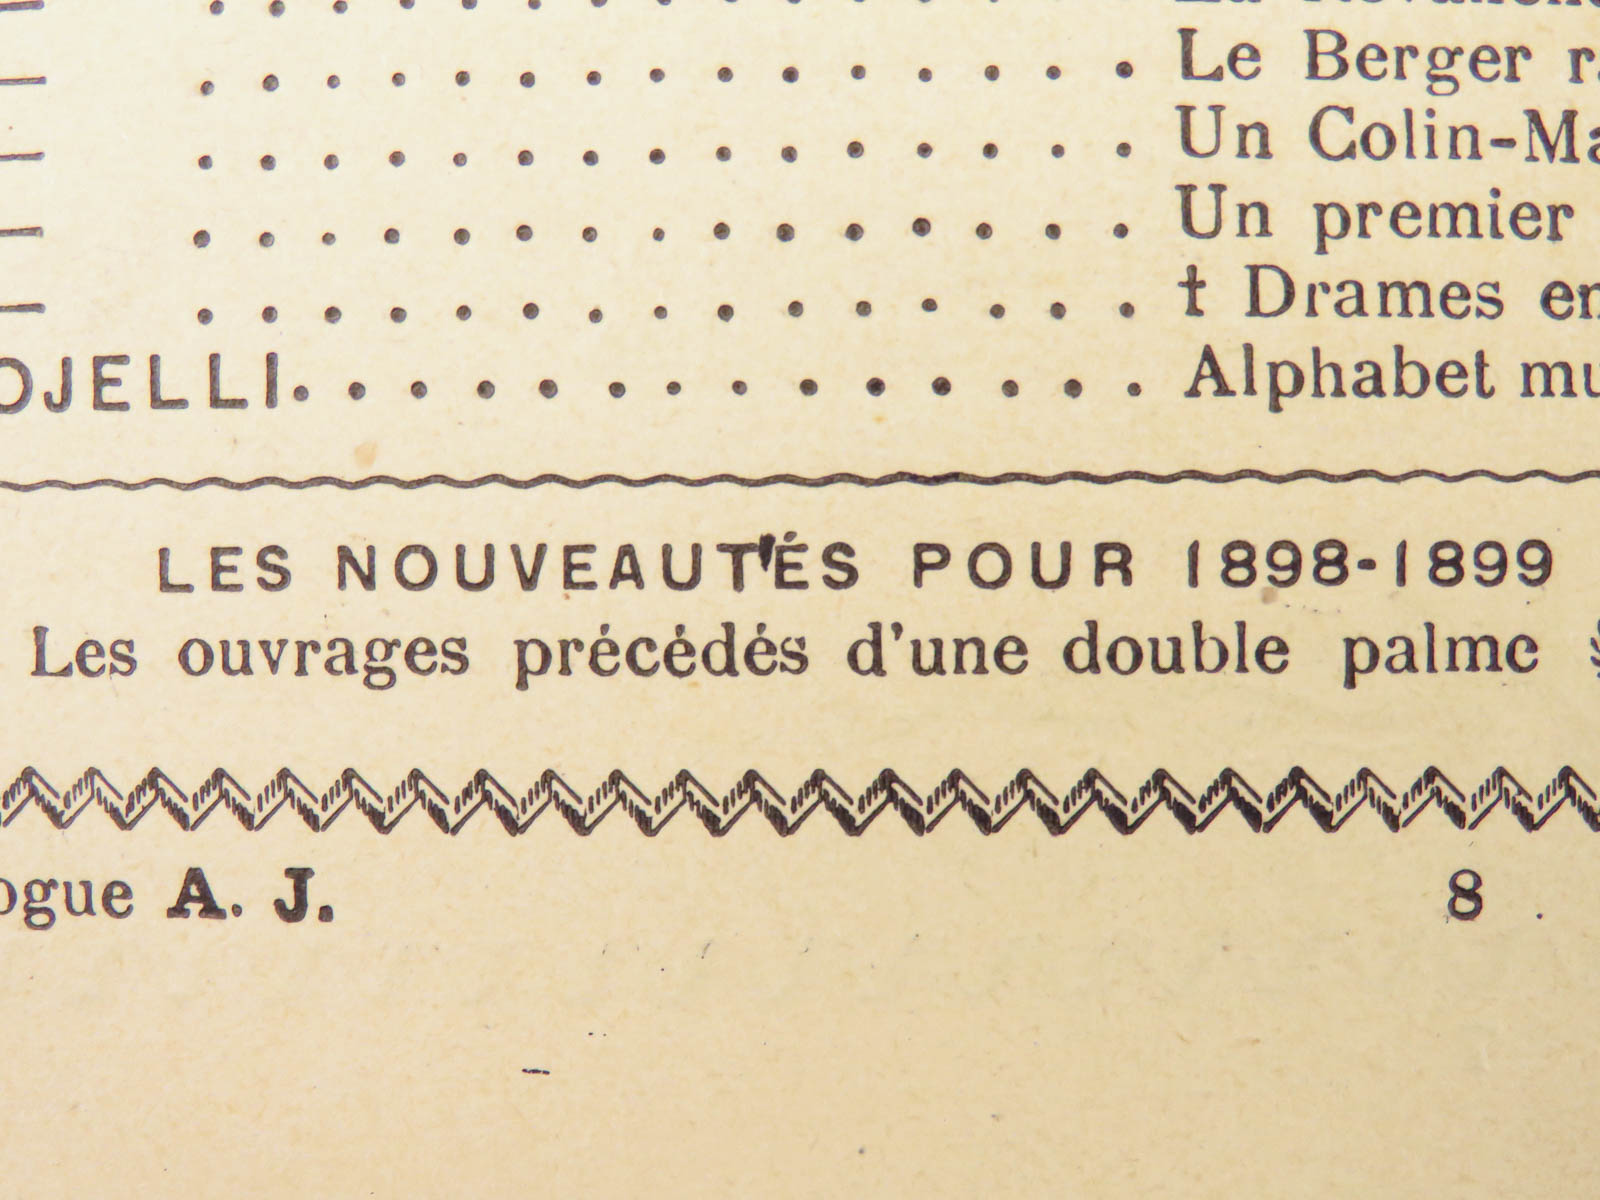 — . . . . . . . . . . . . . . .
— . . . . . . . . . . . . . . . Le Berger
— . . . . . . . . . . . . . . . Un Colin-Ma
— . . . . . . . . . . . . . . . Un premier
— . . . . . . . . . . . . . . . † Drames en
OJELLI. . . . . . . . . . . . . . . Alphabet mu
LES NOUVEAUTÉS POUR 1898-1899
Les ouvrages précédés d'une double palme
ogue A. J. 8